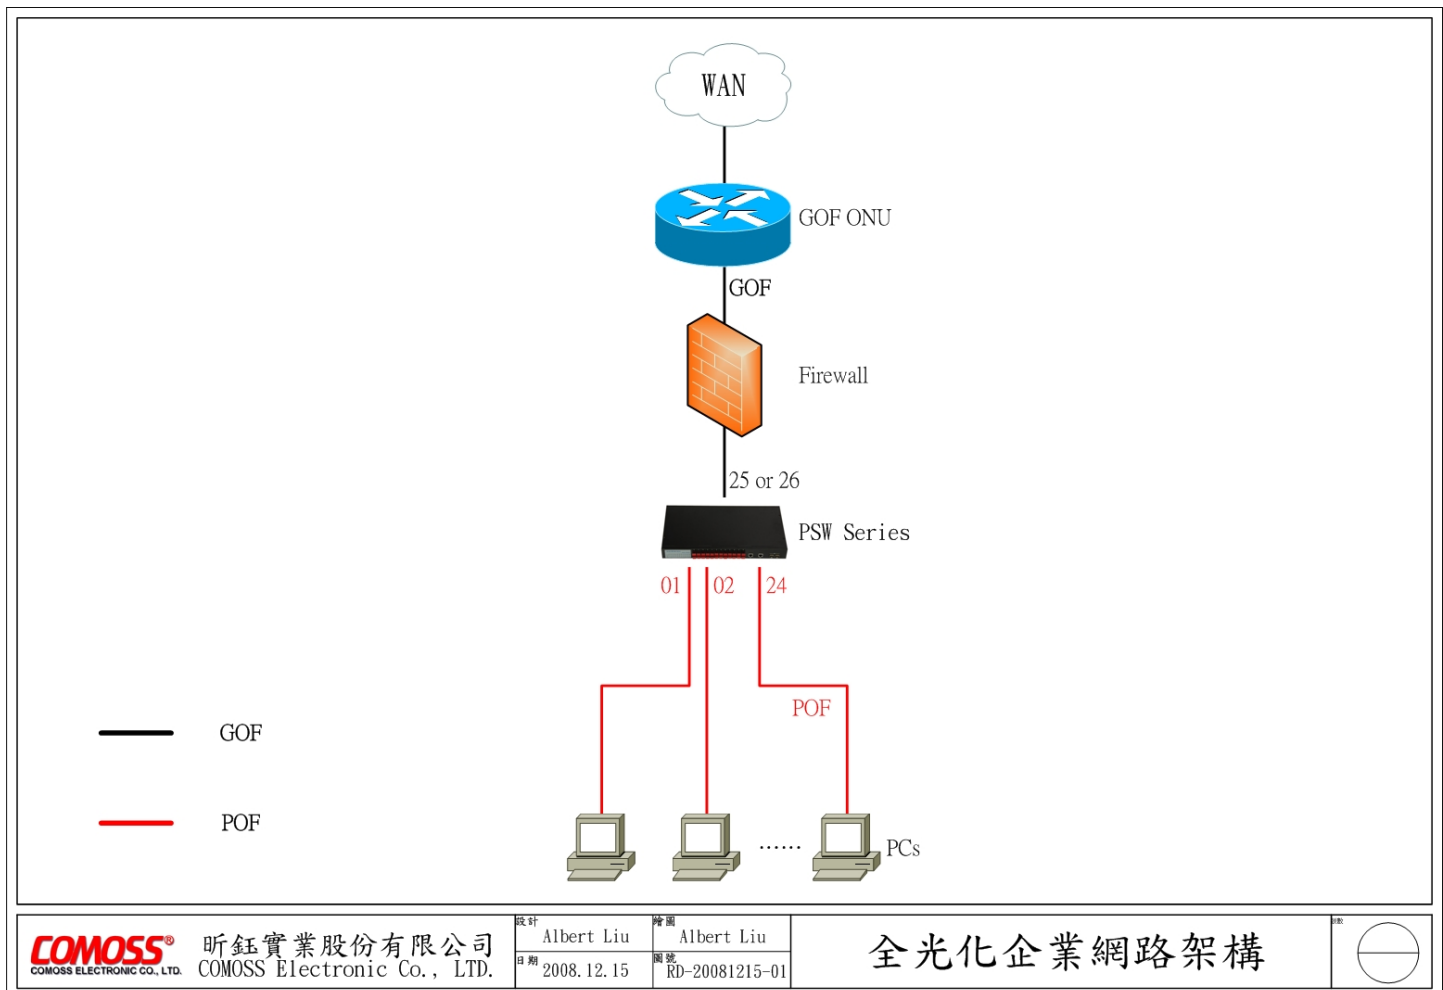 WAN
GOF ONU
GOF
Firewall
25 or 26
PSW Series
01
02
24
POF
GOF
POF
PCs
COMOSS®
COMOSS ELECTRONIC CO., LTD.
昕鈺實業股份有限公司
COMOSS Electronic Co., LTD.
設計
Albert Liu
繪圖
Albert Liu
日期
2008.12.15
圖號
RD-20081215-01
全光化企業網路架構